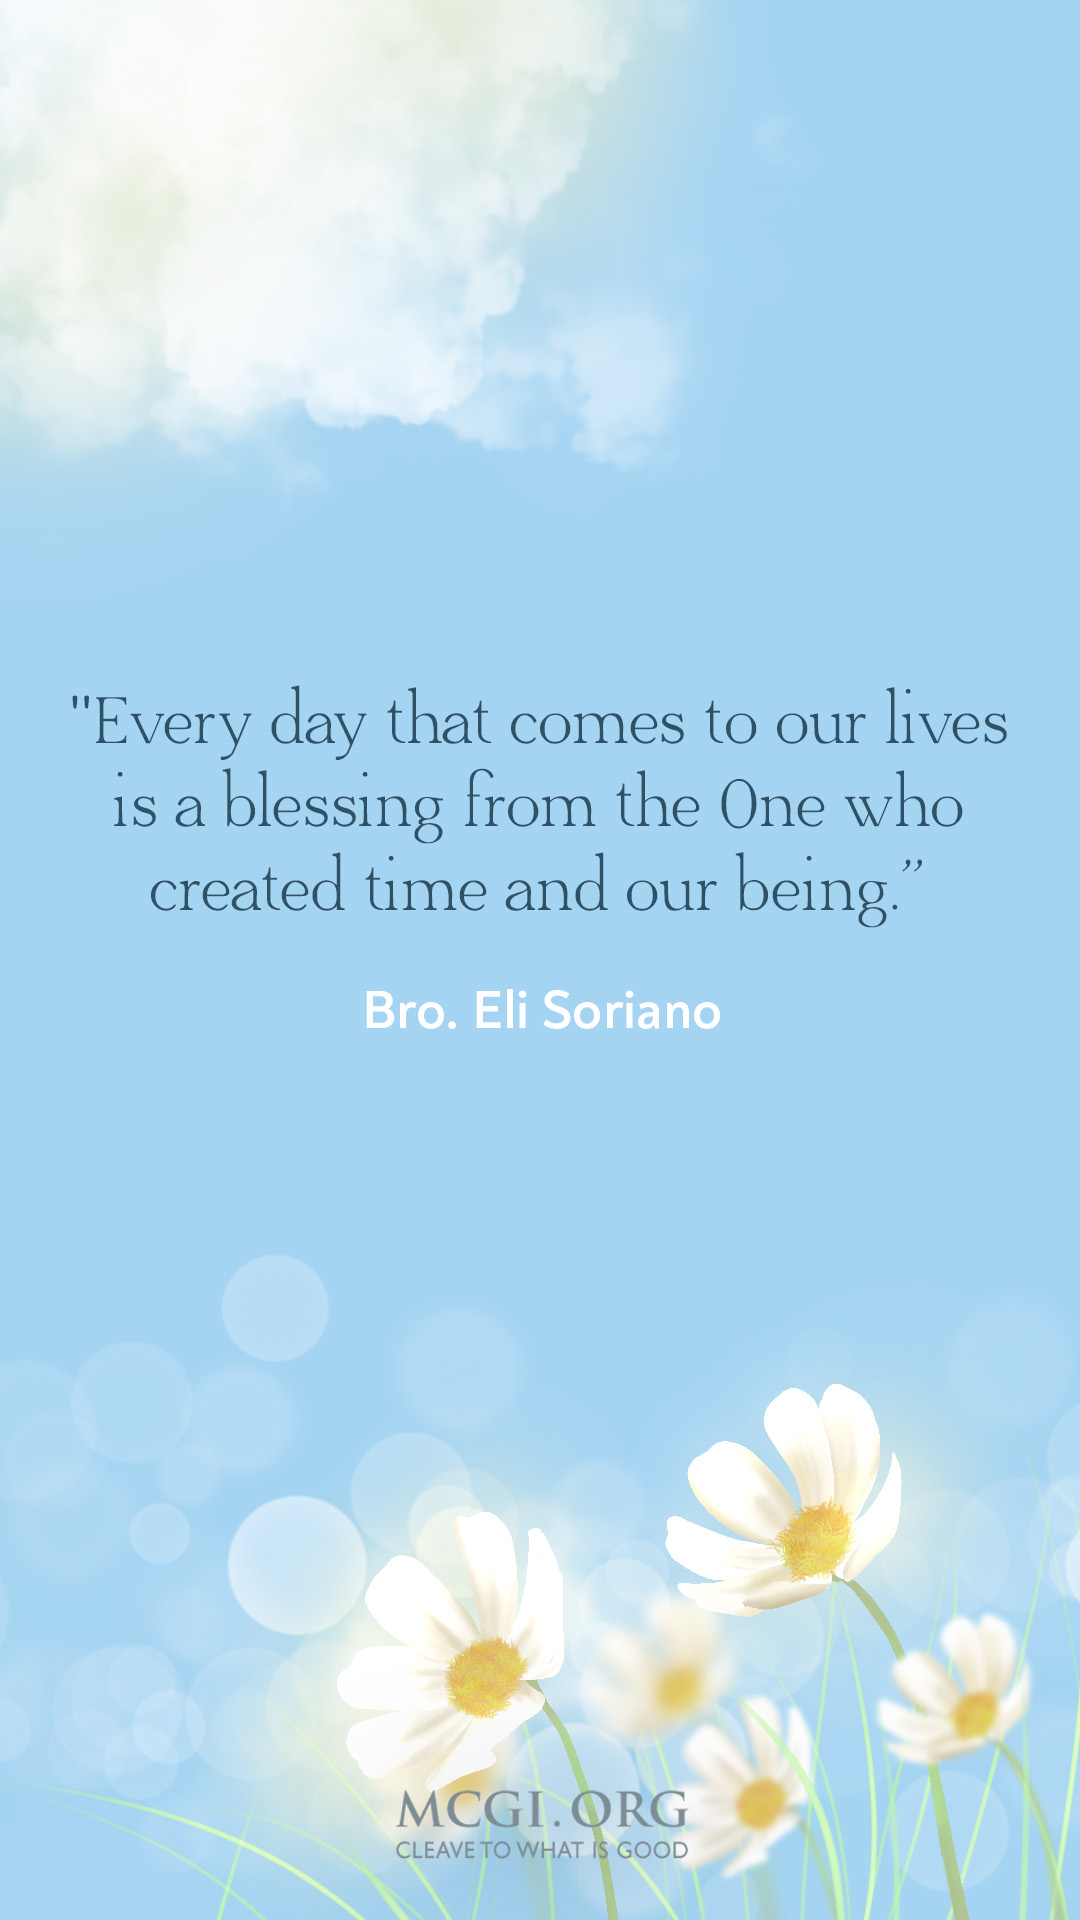 "Every day that comes to our lives
is a blessing from the One who
created time and our being.”
Bro. Eli Soriano
MCGI.ORG
CLEAVE TO WHAT IS GOOD